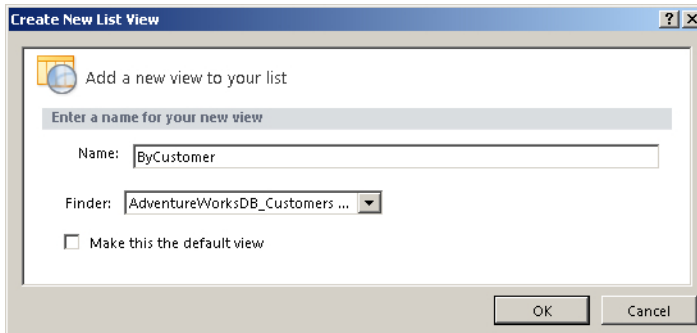 Create New List View
Add a new view to your list
Enter a name for your new view
Name: ByCustomer
Finder: AdventureWorksDB_Customers ...
Make this the default view
OK Cancel